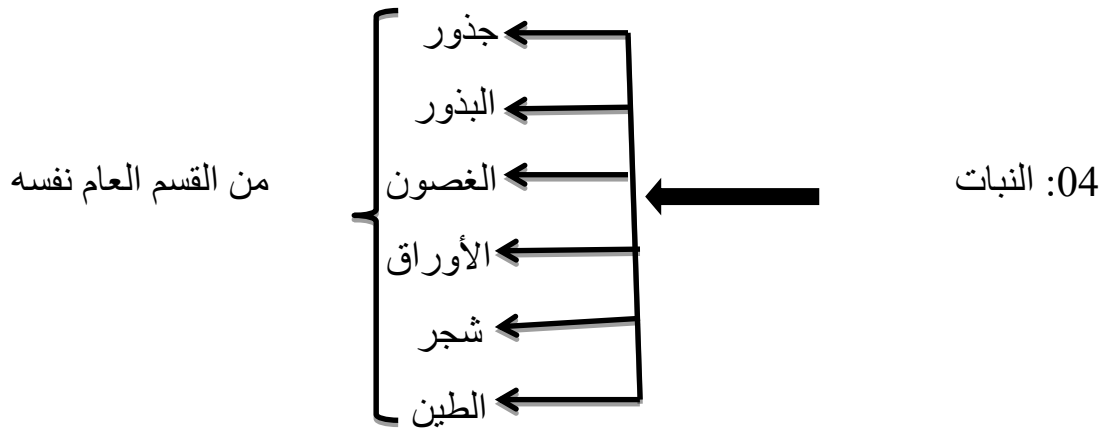 04: النبات
جذور
البذور
الغصون
الأوراق
شجر
الطين
من القسم العام نفسه